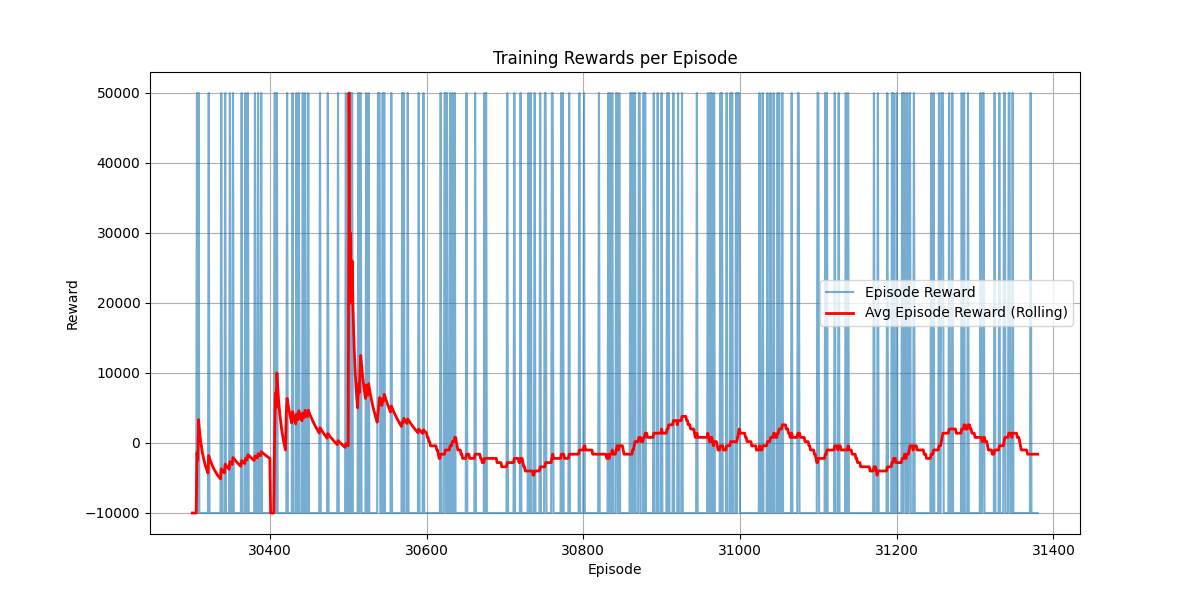 Training Rewards per Episode
50000
40000
30000
20000
10000
0
−10000
Reward
Episode Reward
Avg Episode Reward (Rolling)
30400
30600
30800
31000
31200
31400
Episode